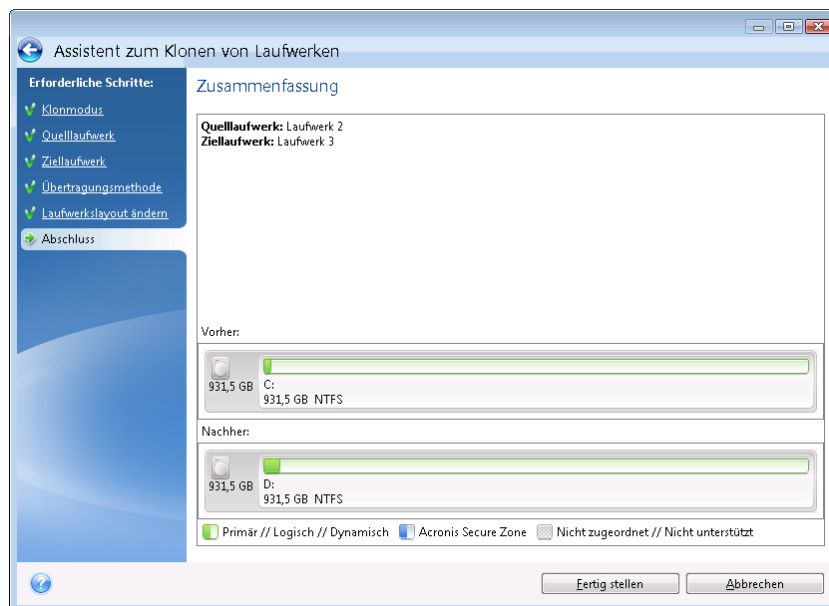 Assistent zum Klonen von Laufwerken
Erforderliche Schritte:
Klonmodus
Quelllaufwerk
Ziellaufwerk
Übertragungsmethode
Laufwerkslayout ändern
Abschluss
Zusammenfassung
Quelllaufwerk: Laufwerk 2
Ziellaufwerk: Laufwerk 3
Vorher:
931,5 GB
C:
931,5 GB NTFS
Nachher:
931,5 GB
D:
931,5 GB NTFS
Primär // Logisch // Dynamisch Acronis Secure Zone Nicht zugeordnet // Nicht unterstützt
?
Fertig stellen Abbrechen